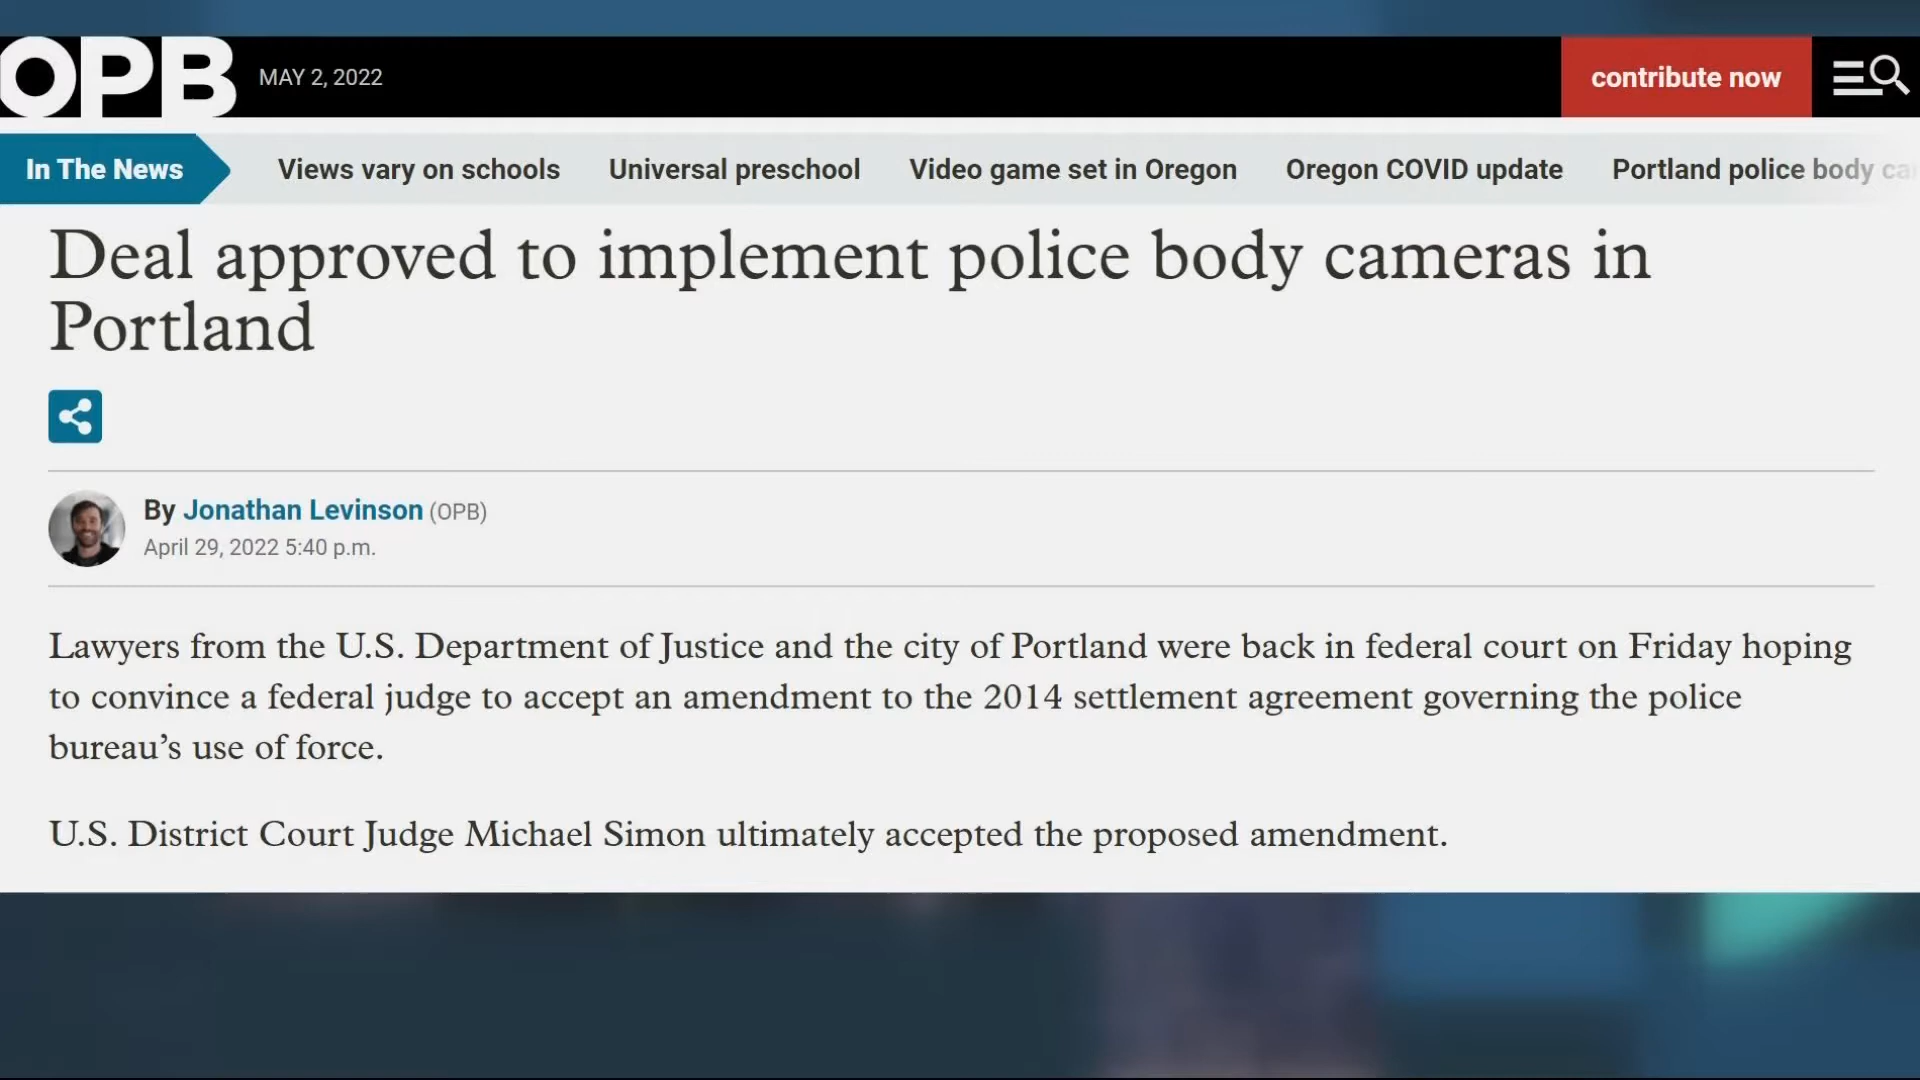 OPB MAY 2, 2022 contribute now
In The News Views vary on schools Universal preschool Video game set in Oregon Oregon COVID update Portland police body
Deal approved to implement police body cameras in
Portland
By Jonathan Levinson (OPB)
April 29, 2022 5:40 p.m.
Lawyers from the U.S. Department of Justice and the city of Portland were back in federal court on Friday hoping
to convince a federal judge to accept an amendment to the 2014 settlement agreement governing the police
bureau’s use of force.
U.S. District Court Judge Michael Simon ultimately accepted the proposed amendment.